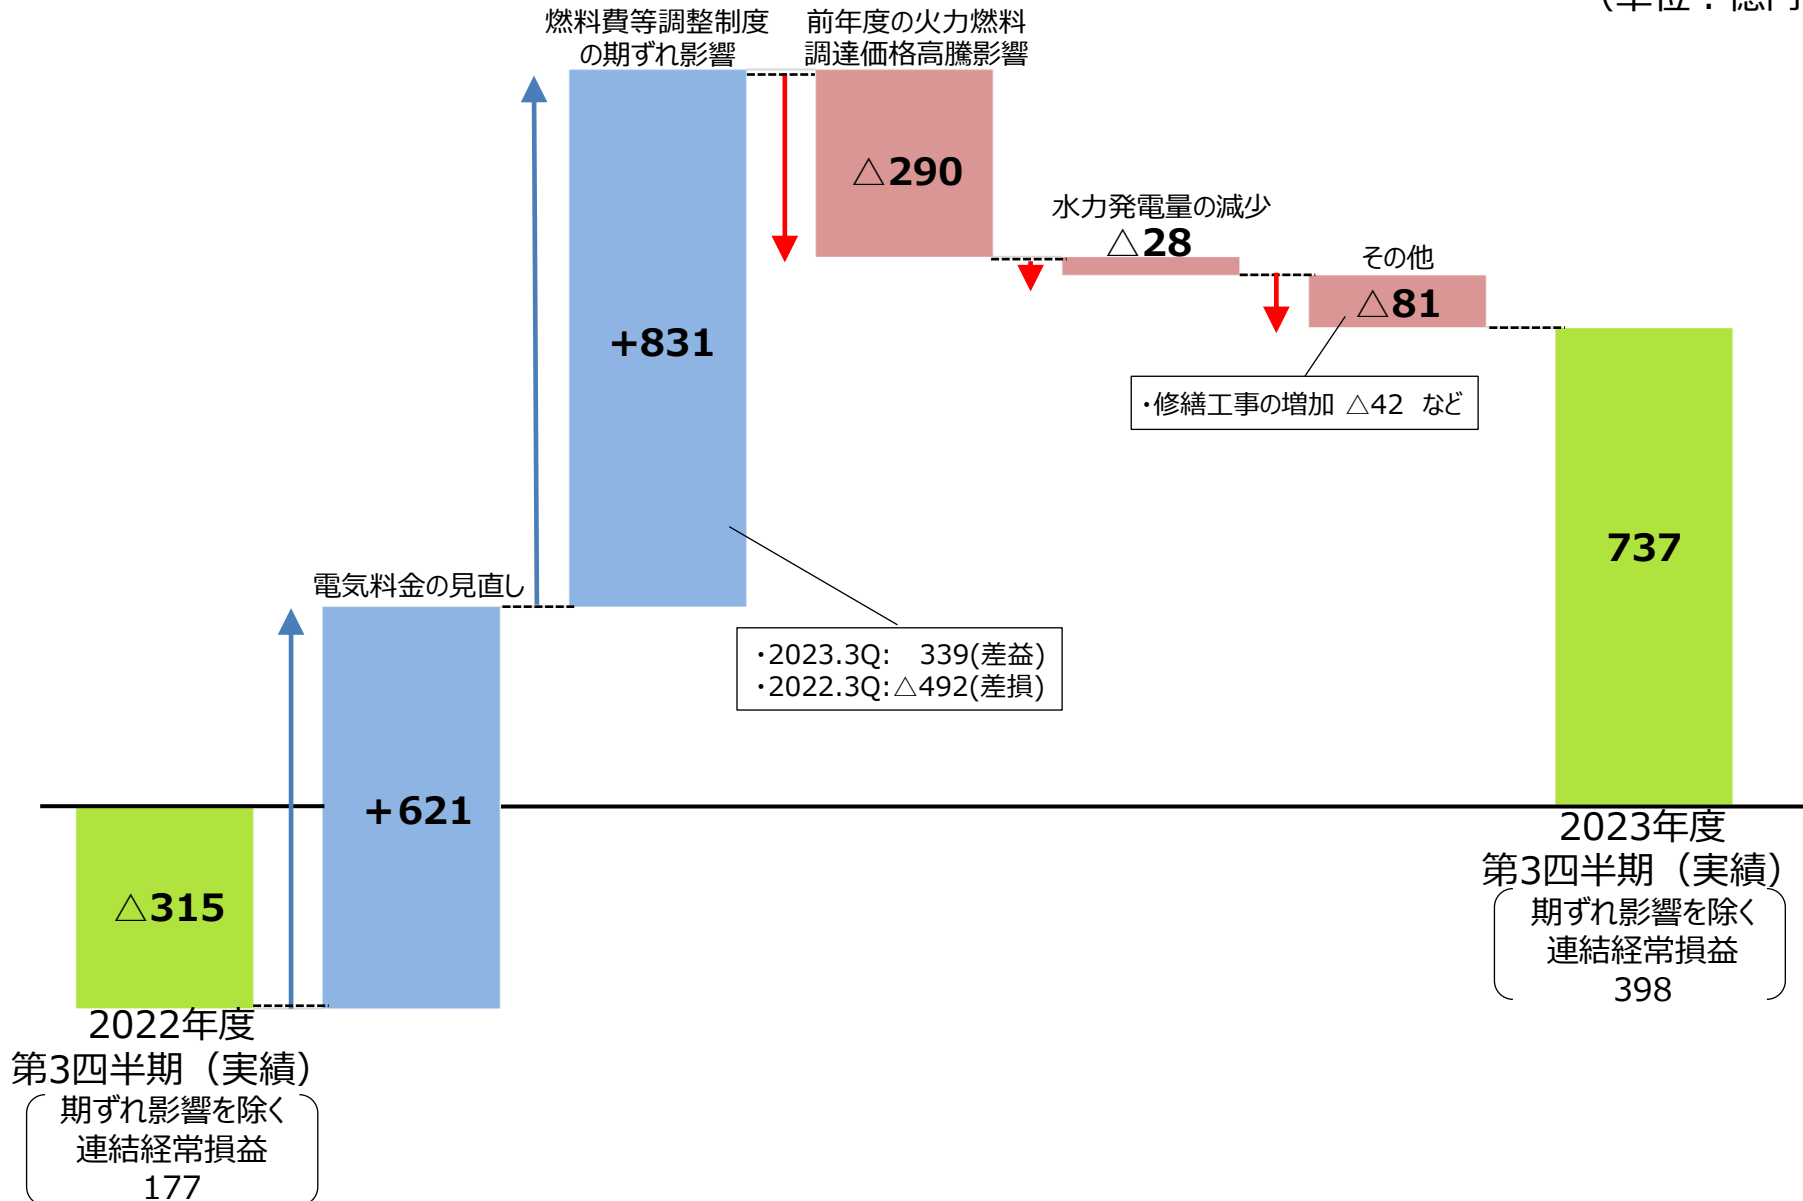 (単位：億円
燃料費等調整制度
の期ずれ影響
前年度の火力燃料
調達価格高騰影響
△290
水力発電量の減少
△28
その他
△81
+831
・修繕工事の増加 △42 など
737
電気料金の見直し
・2023.3Q: 339(差益)
・2022.3Q:△492(差損)
+621
△315
2023年度
第3四半期（実績）
期ずれ影響を除く
連結経常損益
398
2022年度
第3四半期（実績）
期ずれ影響を除く
連結経常損益
177